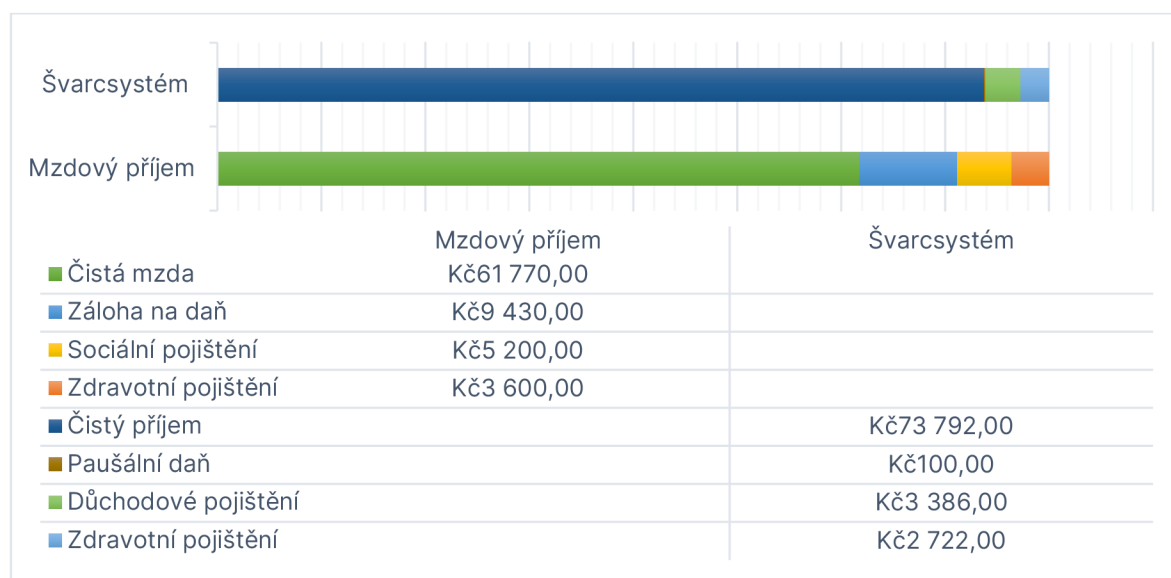 Švarcsystém
Mzdový příjem
Mzdový příjem Švarcsystém
Čistá mzda Kč61 770,00
Záloha na daň Kč9 430,00
Sociální pojištění Kč5 200,00
Zdravotní pojištění Kč3 600,00
Čistý příjem Kč73 792,00
Paušální daň Kč100,00
Důchodové pojištění Kč3 386,00
Zdravotní pojištění Kč2 722,00